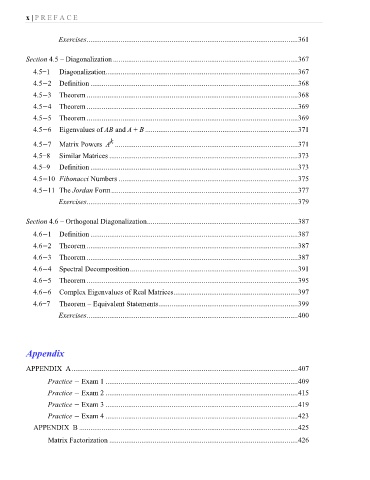 x | P R E F A C E
Exercises....................361
Section 4.5 – Diagonalization....................367
4.5−1 Diagonalization....................367
4.5−2 Definition....................368
4.5−3 Theorem....................368
4.5−4 Theorem....................369
4.5−5 Theorem....................369
4.5−6 Eigenvalues of AB and A + B....................371
4.5−7 Matrix Powers A^k....................371
4.5−8 Similar Matrices....................373
4.5−9 Definition....................373
4.5−10 Fibonacci Numbers....................375
4.5−11 The Jordan Form....................377
Exercises....................379
Section 4.6 – Orthogonal Diagonalization....................387
4.6−1 Definition....................387
4.6−2 Theorem....................387
4.6−3 Theorem....................387
4.6−4 Spectral Decomposition....................391
4.6−5 Theorem....................395
4.6−6 Complex Eigenvalues of Real Matrices....................397
4.6−7 Theorem – Equivalent Statements....................399
Exercises....................400
Appendix
APPENDIX A....................407
Practice − Exam 1....................409
Practice − Exam 2....................415
Practice − Exam 3....................419
Practice − Exam 4....................423
APPENDIX B....................425
Matrix Factorization....................426